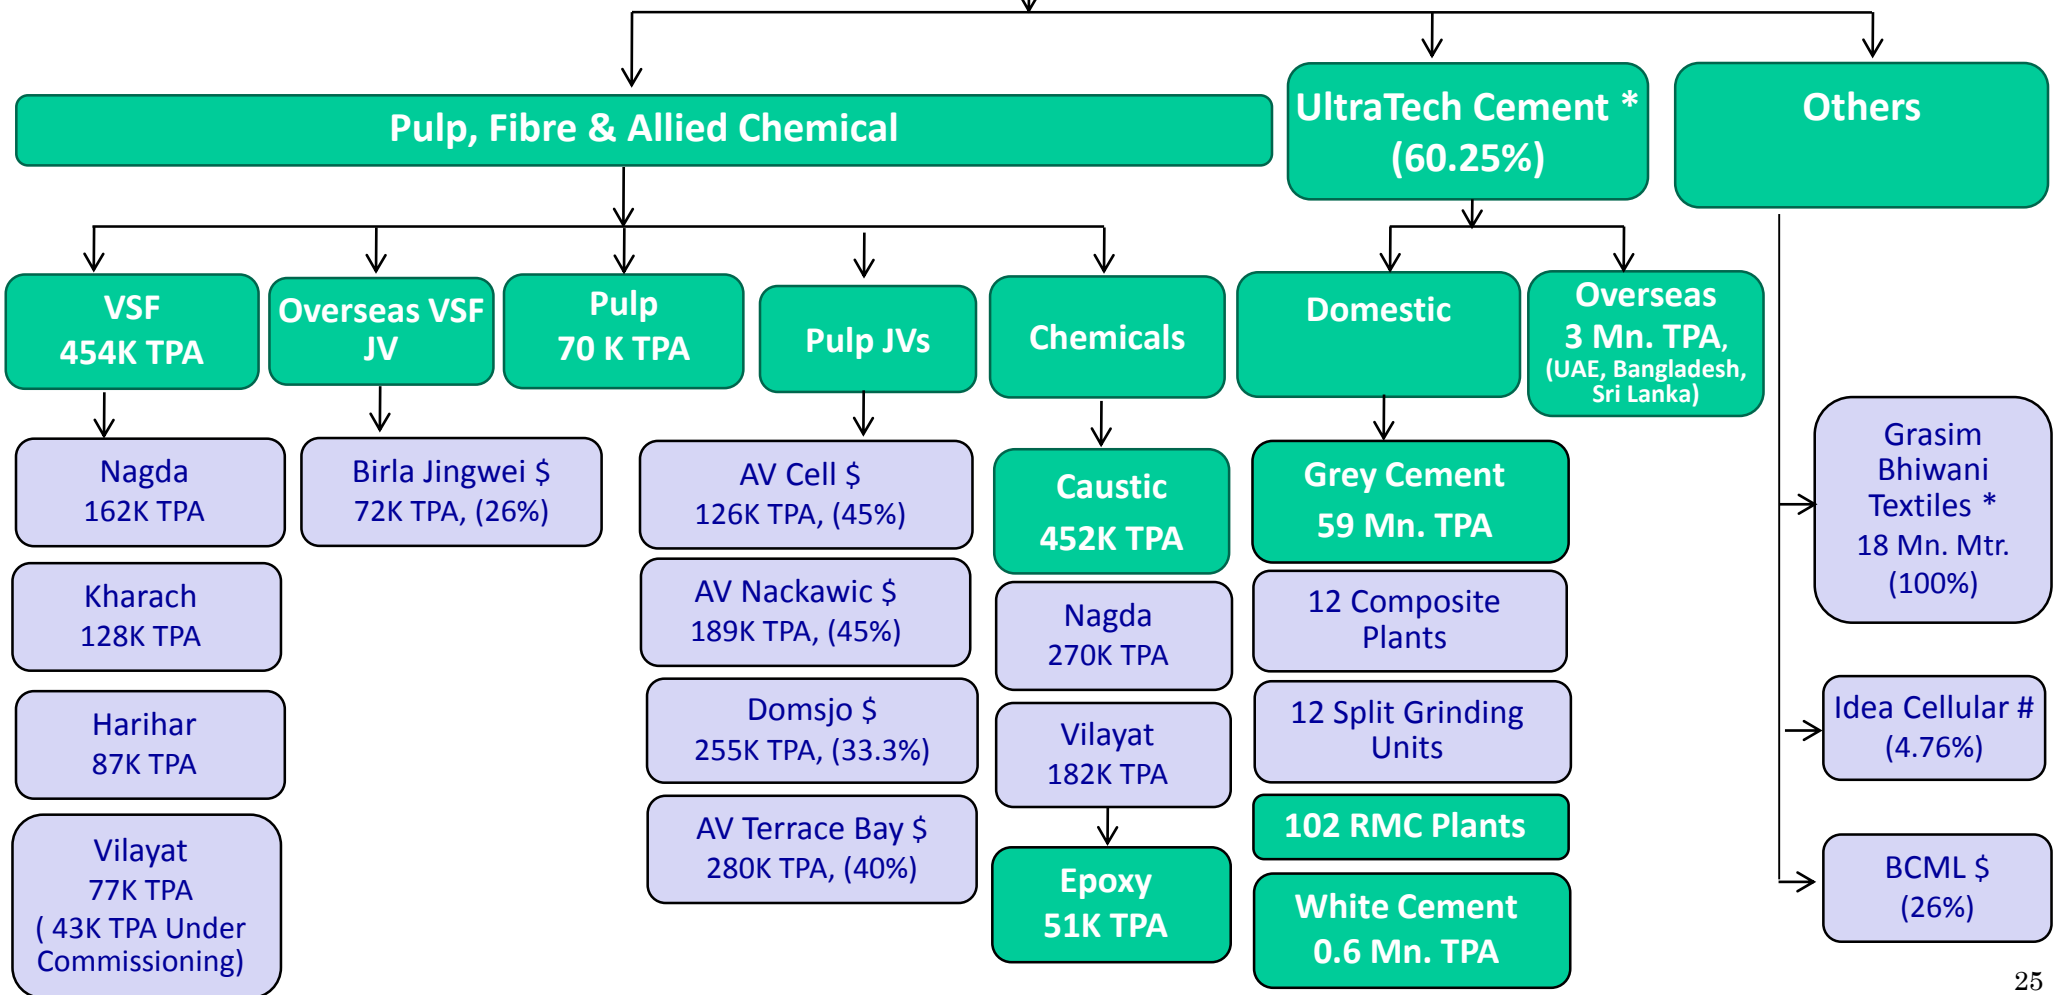 Pulp, Fibre & Allied Chemical
UltraTech Cement *
(60.25%)
Others
VSF
454K TPA
Overseas VSF
JV
Pulp
70 K TPA
Pulp JVs
Chemicals
Domestic
Overseas
3 Mn. TPA,
(UAE, Bangladesh,
Sri Lanka)
Nagda
162K TPA
Kharach
128K TPA
Harihar
87K TPA
Vilayat
77K TPA
( 43K TPA Under
Commissioning)
Birla Jingwei $
72K TPA, (26%)
AV Cell $
126K TPA, (45%)
AV Nackawic $
189K TPA, (45%)
Domsjo $
255K TPA, (33.3%)
AV Terrace Bay $
280K TPA, (40%)
Caustic
452K TPA
Nagda
270K TPA
Vilayat
182K TPA
Epoxy
51K TPA
Grey Cement
59 Mn. TPA
12 Composite
Plants
12 Split Grinding
Units
102 RMC Plants
White Cement
0.6 Mn. TPA
Grasim
Bhiwani
Textiles *
18 Mn. Mtr.
(100%)
Idea Cellular #
(4.76%)
BCML $
(26%)
25